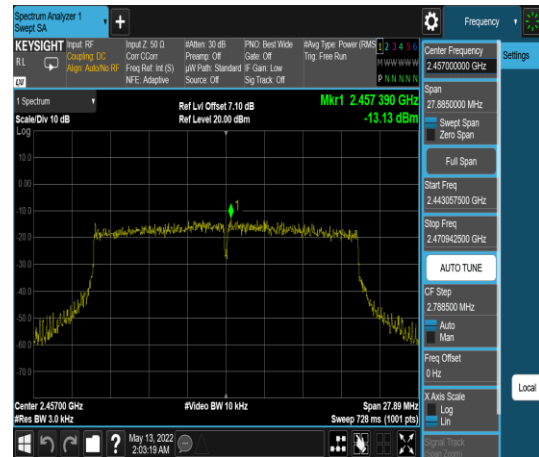 Spectrum Analyzer 1
Swept SA
+
Frequency
KEYSIGHT
RL
Input: RF
Coupling: DC
Align: Auto/No RF
Input Z: 50 Ω
Corr CCorr
Freq Ref: Int (S)
NFE: Adaptive
#Atten: 30 dB
Preamp: Off
µW Path: Standard
Source: Off
PNO: Best Wide
Gate: Off
IF Gain: Low
Sig Track: Off
#Avg Type: Power (RMS
Trig: Free Run
1 2 3 4 5 6
M W W W W W
P N N N N N
1 Spectrum
Scale/Div 10 dB
Log
Ref Lvl Offset 7.10 dB
Ref Level 20.00 dBm
Mkr1 2.457 390 GHz
-13.13 dBm
10.0
0.00
-10.0
-20.0
-30.0
-40.0
-50.0
-60.0
-70.0
1
Center 2.45700 GHz
#Res BW 3.0 kHz
#Video BW 10 kHz
Span 27.89 MHz
Sweep 728 ms (1001 pts)
May 13, 2022
2:03:19 AM
Center Frequency
2.457000000 GHz
Span
27.8850000 MHz
Swept Span
Zero Span
Full Span
Start Freq
2.443057500 GHz
Stop Freq
2.470942500 GHz
AUTO TUNE
CF Step
2.788500 MHz
Auto
Man
Freq Offset
0 Hz
X Axis Scale
Log
Lin
Signal Track
(Span Zoom)
Settings
Local